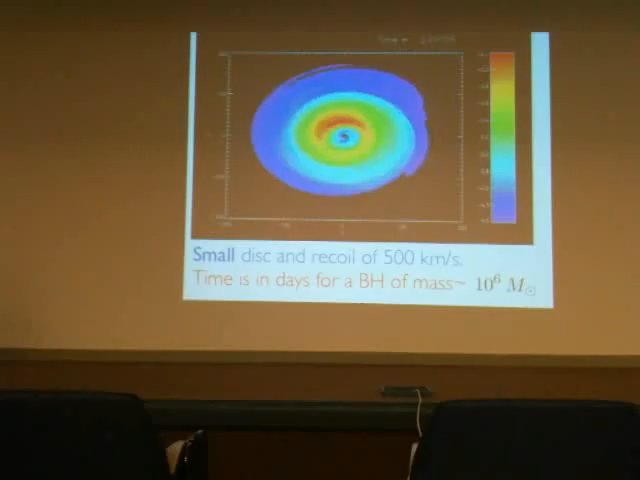 Small disc and recoil of 500 km/s.
Time is in days for a BH of mass~ 10⁶ M☉